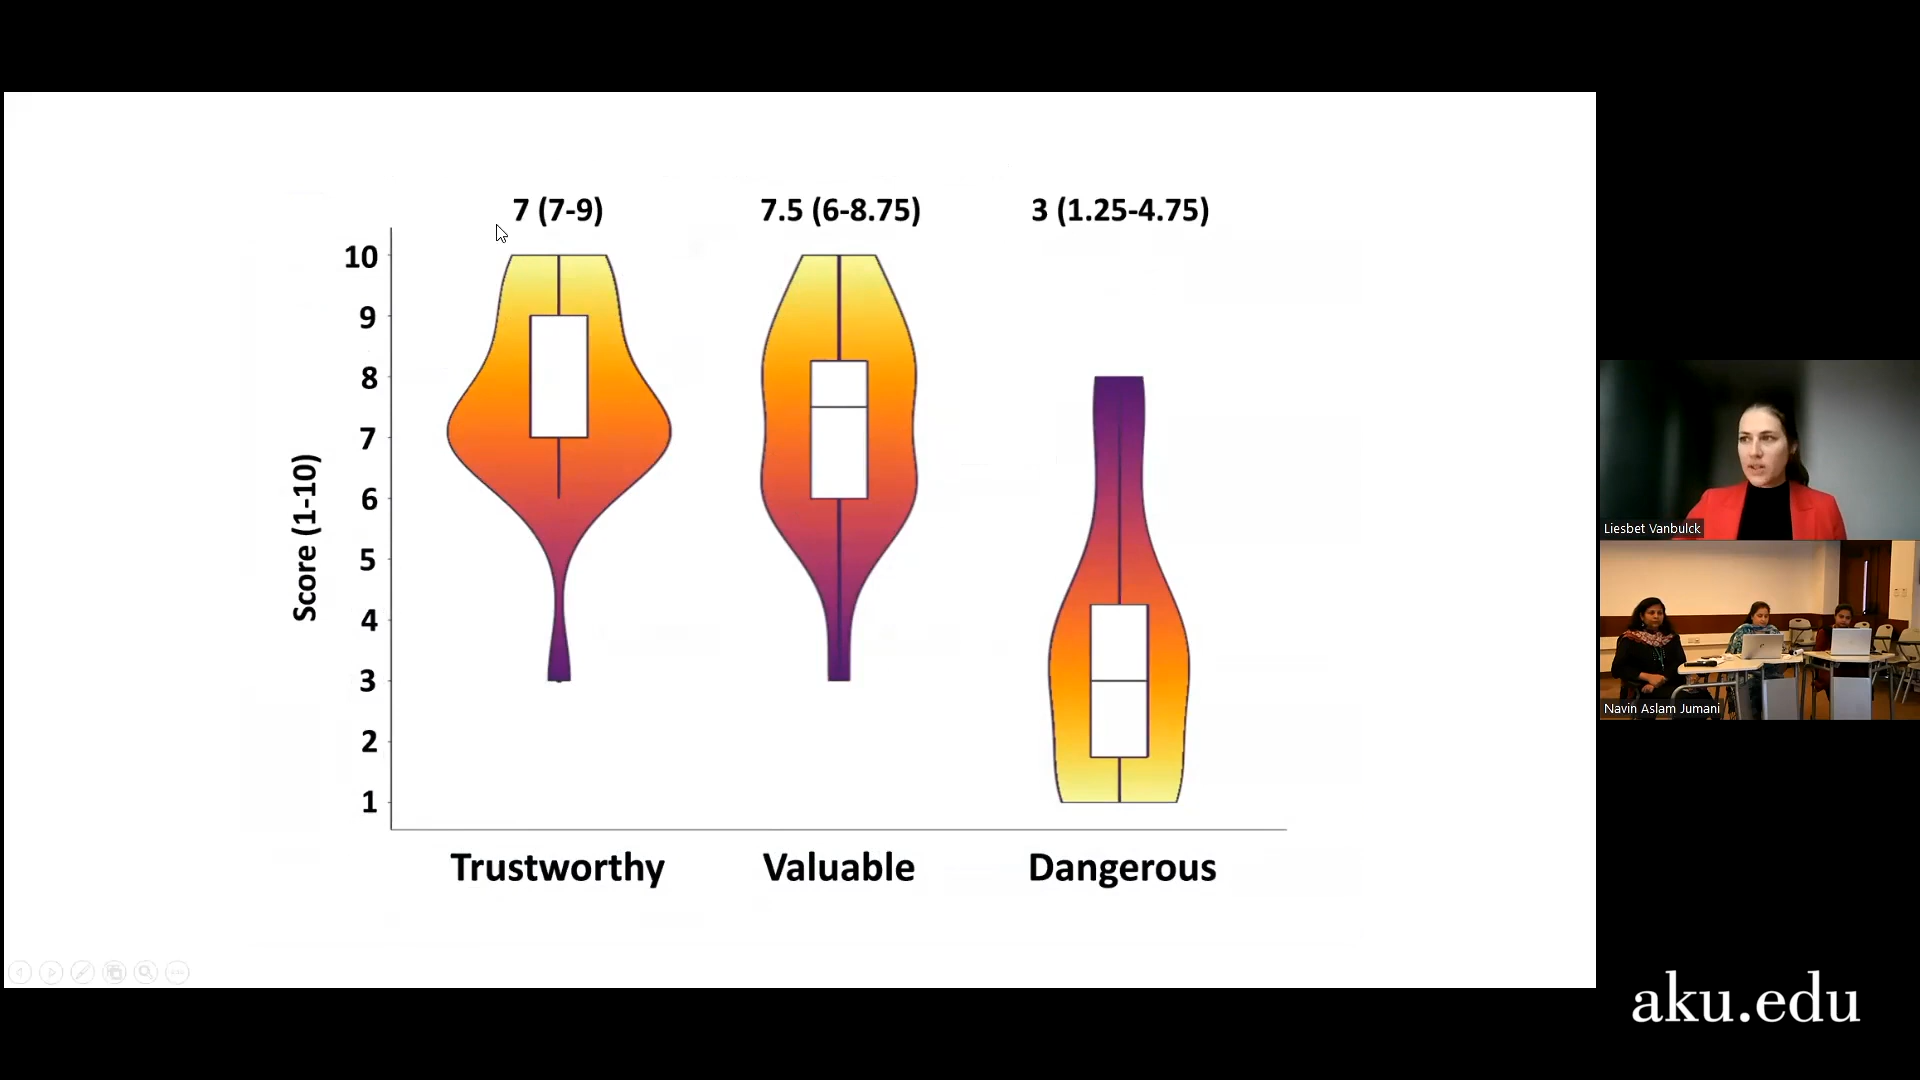 7 (7-9)
7.5 (6-8.75)
3 (1.25-4.75)
10
9
8
7
6
5
4
3
2
1
Score (1-10)
Trustworthy
Valuable
Dangerous
Liesbet Vanbulck
Navin Aslam Jumani
aku.edu